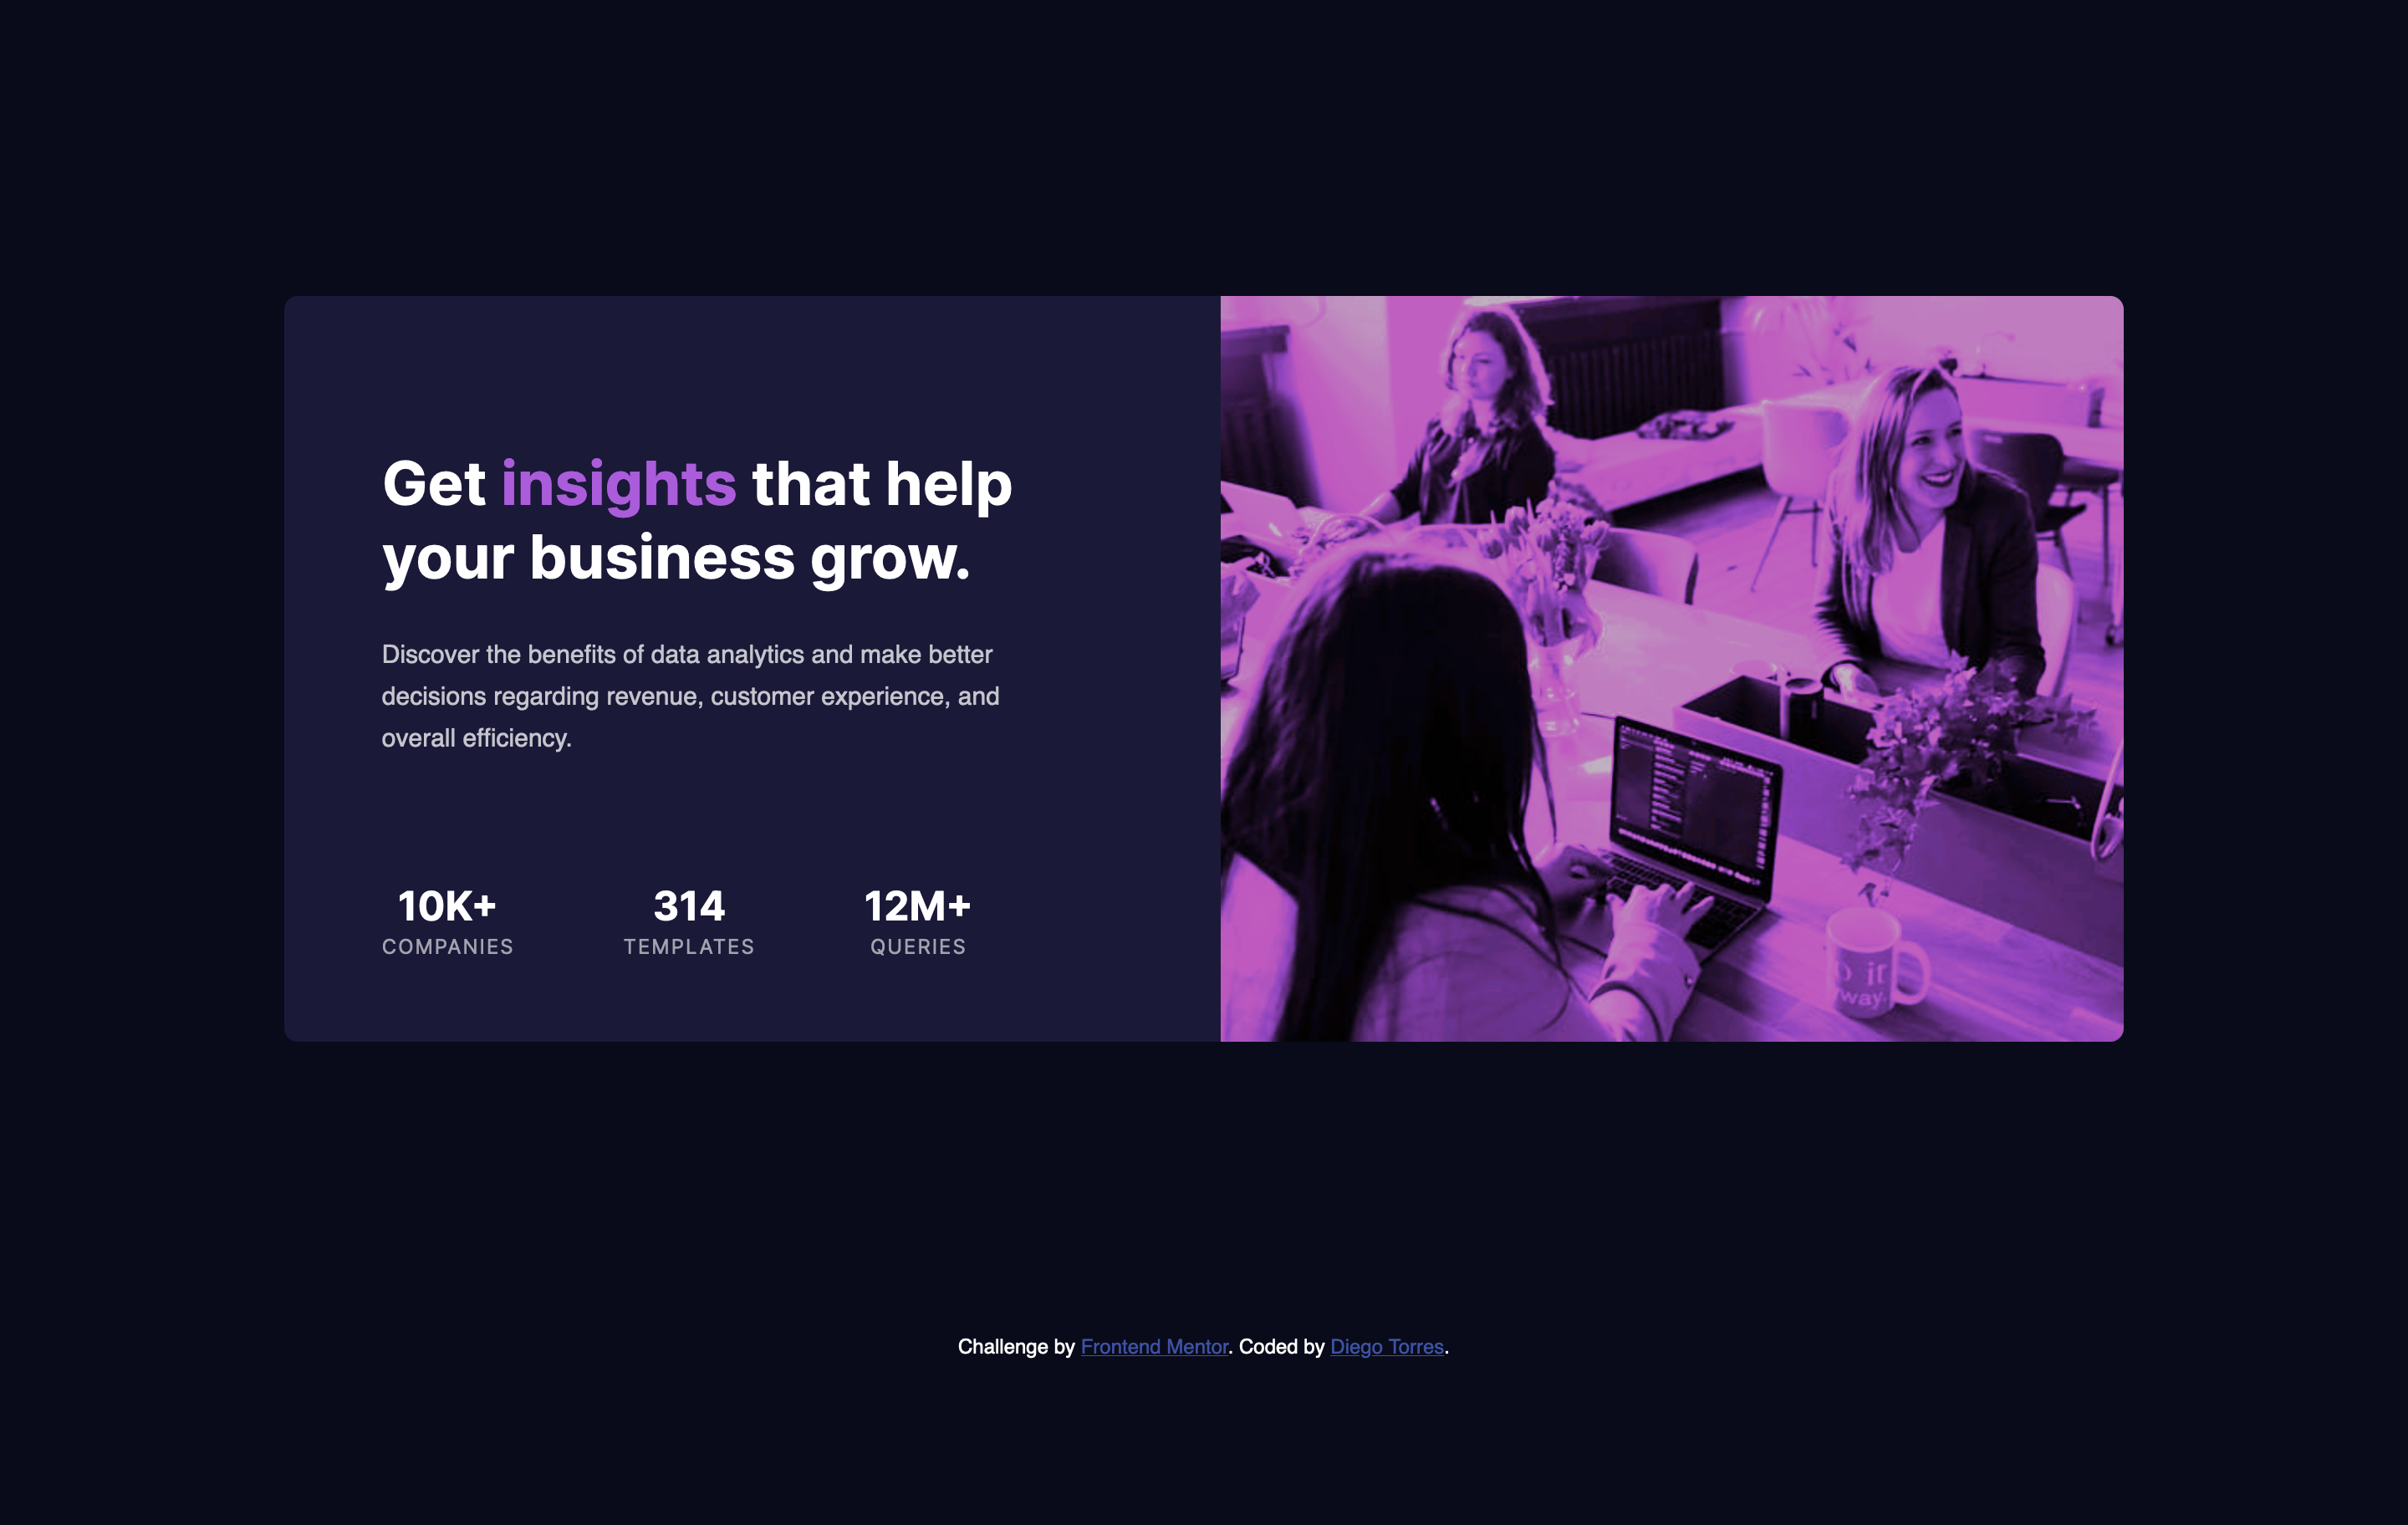 Get insights that help
your business grow.
Discover the benefits of data analytics and make better
decisions regarding revenue, customer experience, and
overall efficiency.
10K+
COMPANIES
314
TEMPLATES
12M+
QUERIES
way.
Challenge by Frontend Mentor. Coded by Diego Torres.